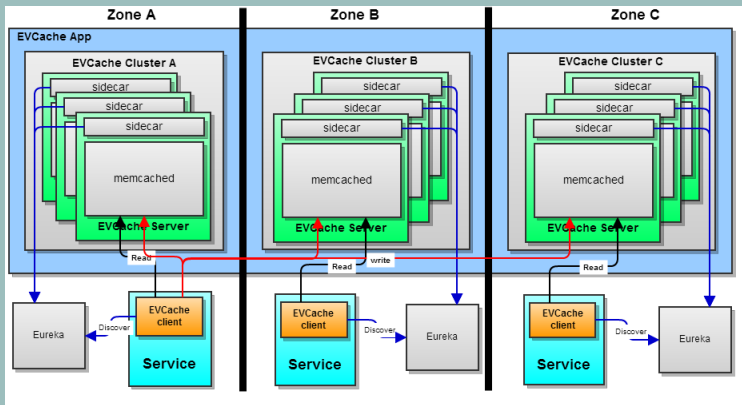 Zone A
Zone B
Zone C
EVCache App
EVCache Cluster A
EVCache Cluster B
EVCache Cluster C
sidecar
sidecar
sidecar
memcached
EVCache Server
sidecar
sidecar
sidecar
memcached
EVCache Server
sidecar
sidecar
sidecar
memcached
EVCache Server
Read
Read
write
Read
Eureka
Discover
EVCache
client
Service
EVCache
client
Service
Discover
Eureka
EVCache
client
Service
Discover
Eureka